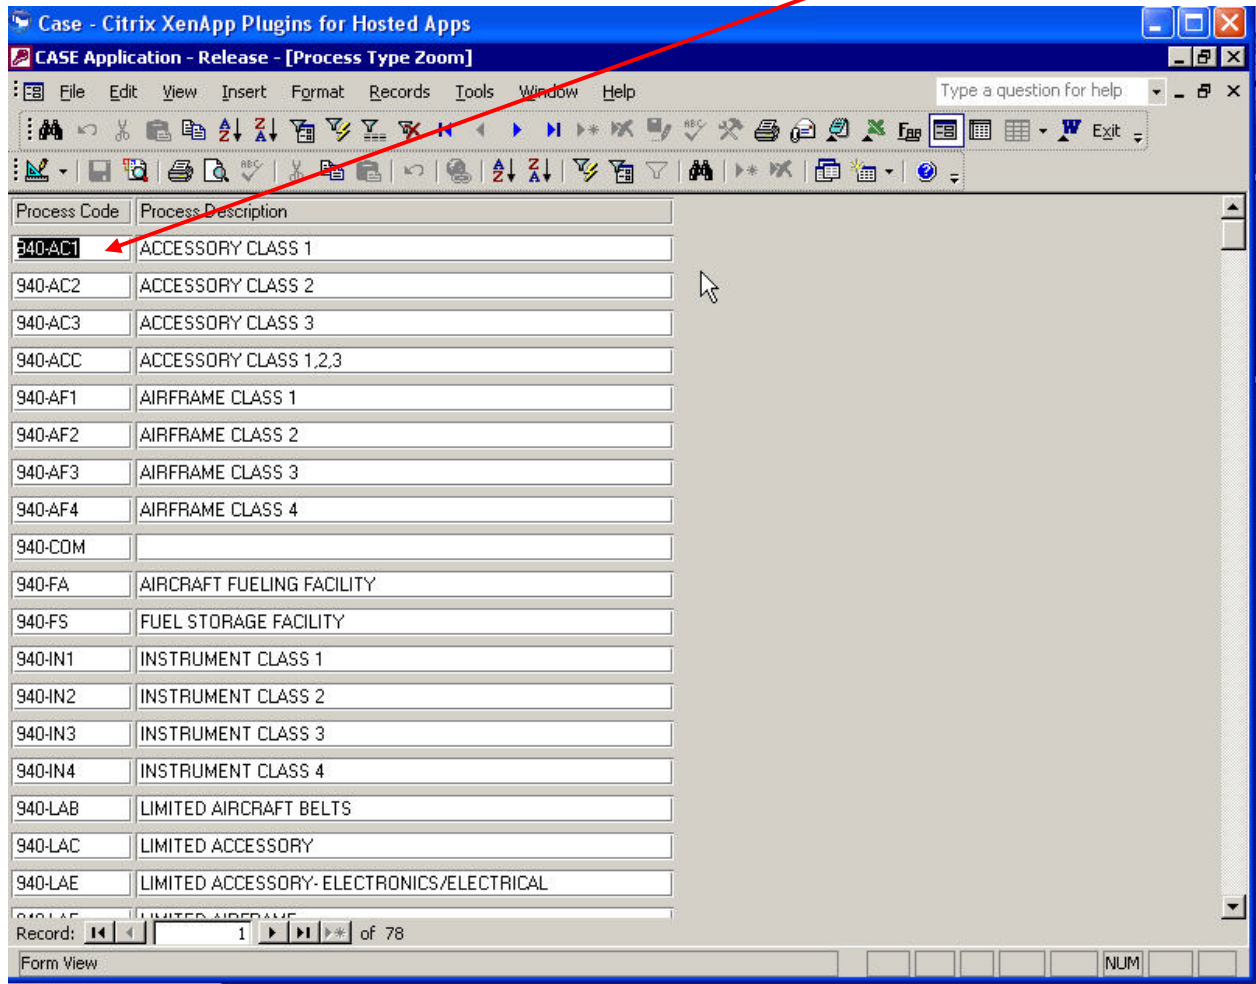 Case - Citrix XenApp Plugins for Hosted Apps
CASE Application - Release - [Process Type Zoom]
File Edit View Insert Format Records Tools Window Help Type a question for help
Exit
Process Code Process Description
940-AC1 ACCESSORY CLASS 1
940-AC2 ACCESSORY CLASS 2
940-AC3 ACCESSORY CLASS 3
940-ACC ACCESSORY CLASS 1,2,3
940-AF1 AIRFRAME CLASS 1
940-AF2 AIRFRAME CLASS 2
940-AF3 AIRFRAME CLASS 3
940-AF4 AIRFRAME CLASS 4
940-COM
940-FA AIRCRAFT FUELING FACILITY
940-FS FUEL STORAGE FACILITY
940-IN1 INSTRUMENT CLASS 1
940-IN2 INSTRUMENT CLASS 2
940-IN3 INSTRUMENT CLASS 3
940-IN4 INSTRUMENT CLASS 4
940-LAB LIMITED AIRCRAFT BELTS
940-LAC LIMITED ACCESSORY
940-LAE LIMITED ACCESSORY- ELECTRONICS/ELECTRICAL
940-LAF LIMITED AIRFRAME
Record: 1 of 78
Form View NUM